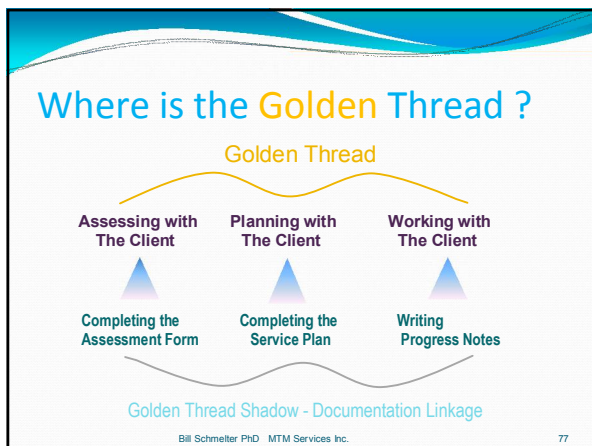 Where is the Golden Thread ?
Golden Thread
Assessing with
The Client
Planning with
The Client
Working with
The Client
Completing the
Assessment Form
Completing the
Service Plan
Writing
Progress Notes
Golden Thread Shadow - Documentation Linkage
Bill Schmelter PhD MTM Services Inc.
77